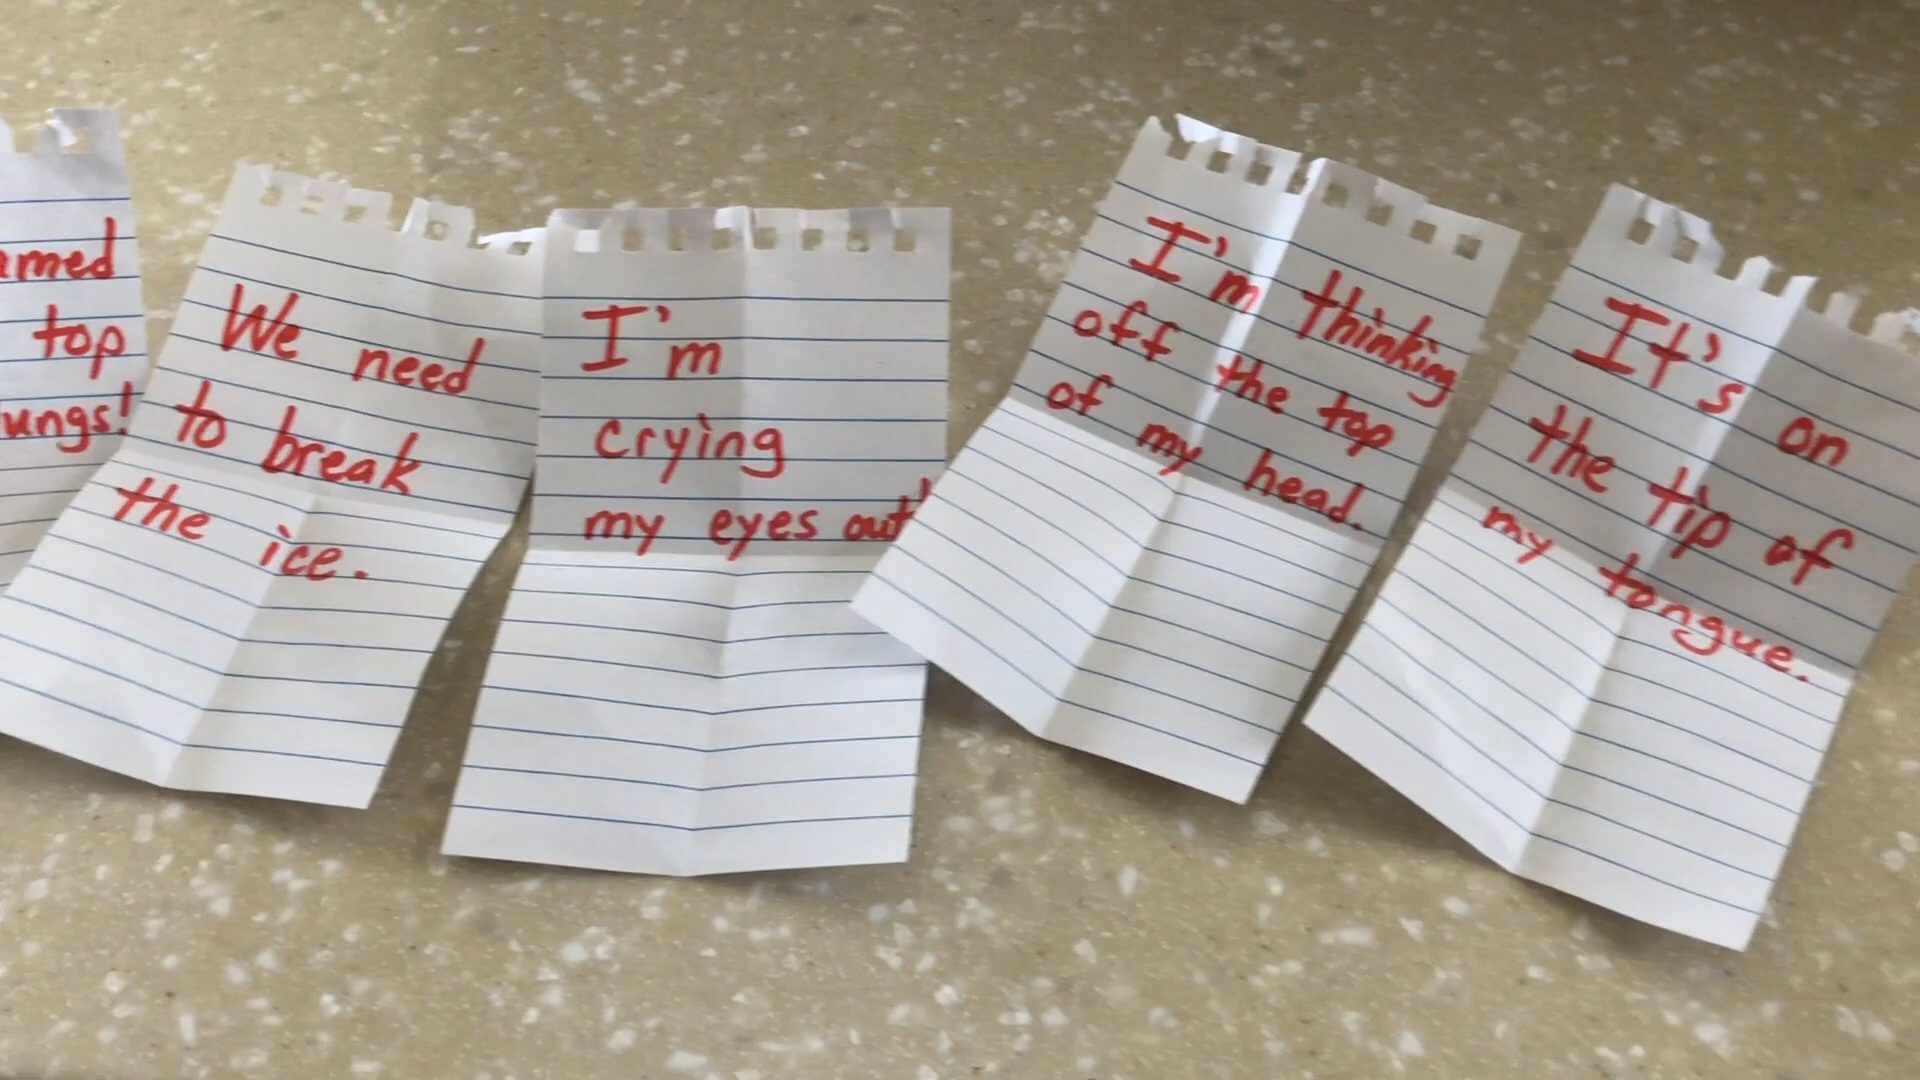 amed
top
ungs!
We need
to break
the ice.
I'm
crying
my eyes out
I'm thinking
off the top
of my head.
It's on
the tip of
my tongue.